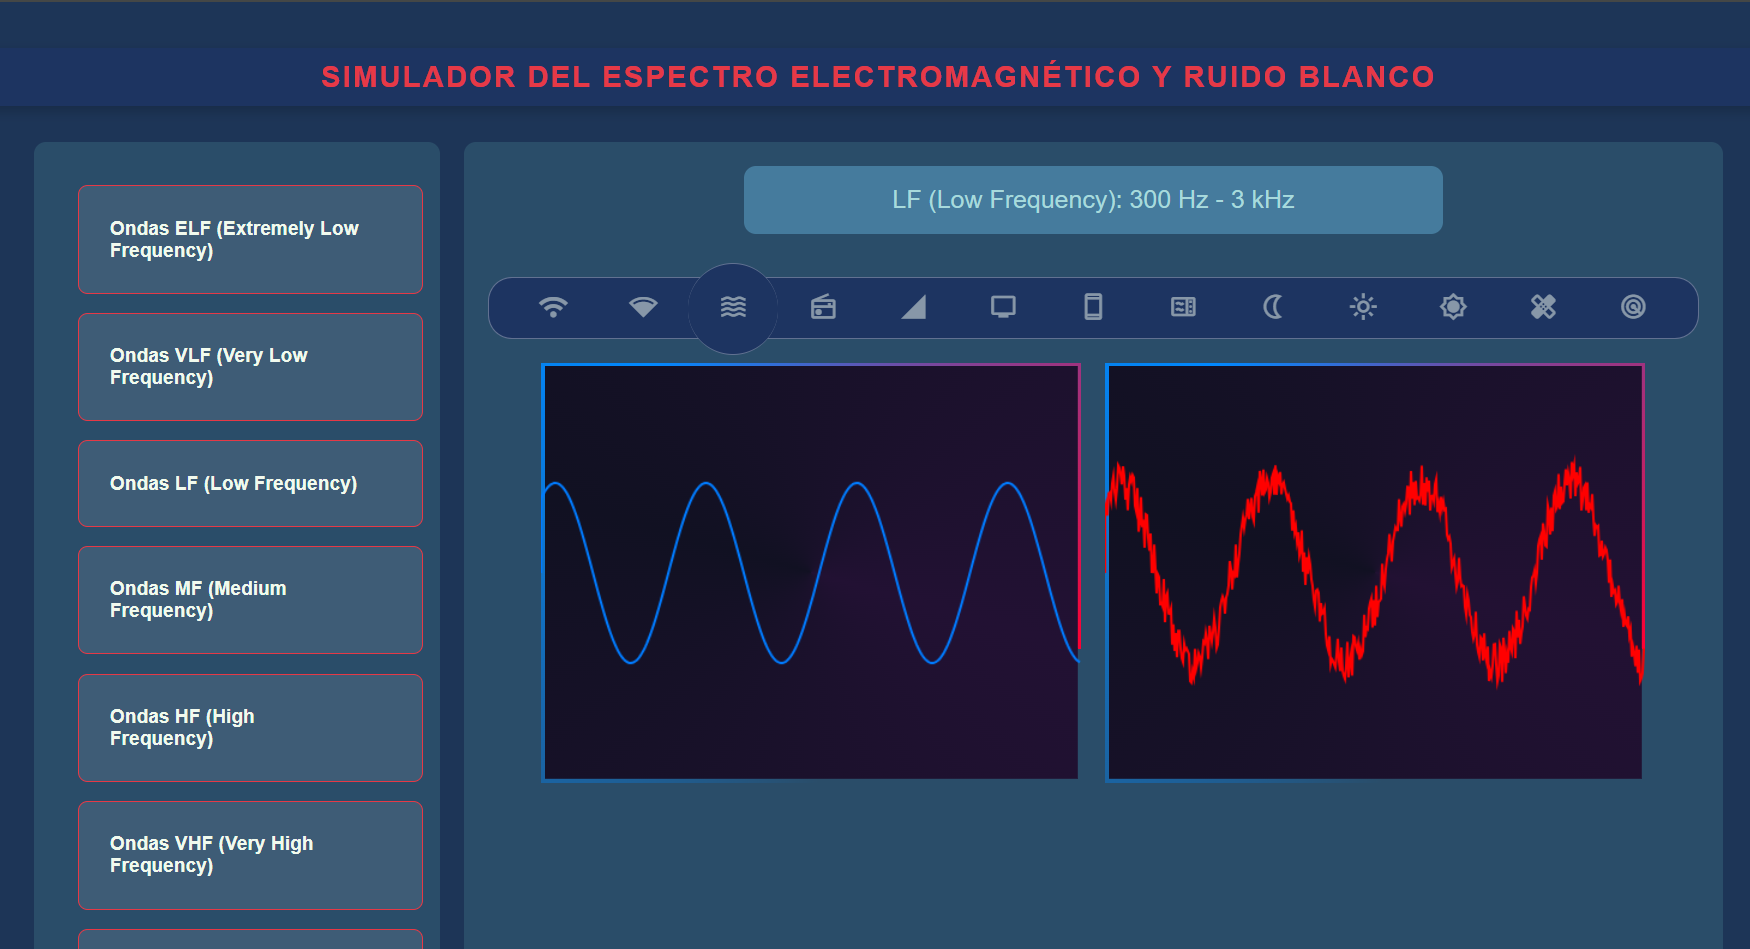 SIMULADOR DEL ESPECTRO ELECTROMAGNÉTICO Y RUIDO BLANCO
Ondas ELF (Extremely Low
Frequency)
Ondas VLF (Very Low
Frequency)
Ondas LF (Low Frequency)
Ondas MF (Medium
Frequency)
Ondas HF (High
Frequency)
Ondas VHF (Very High
Frequency)
LF (Low Frequency): 300 Hz - 3 kHz